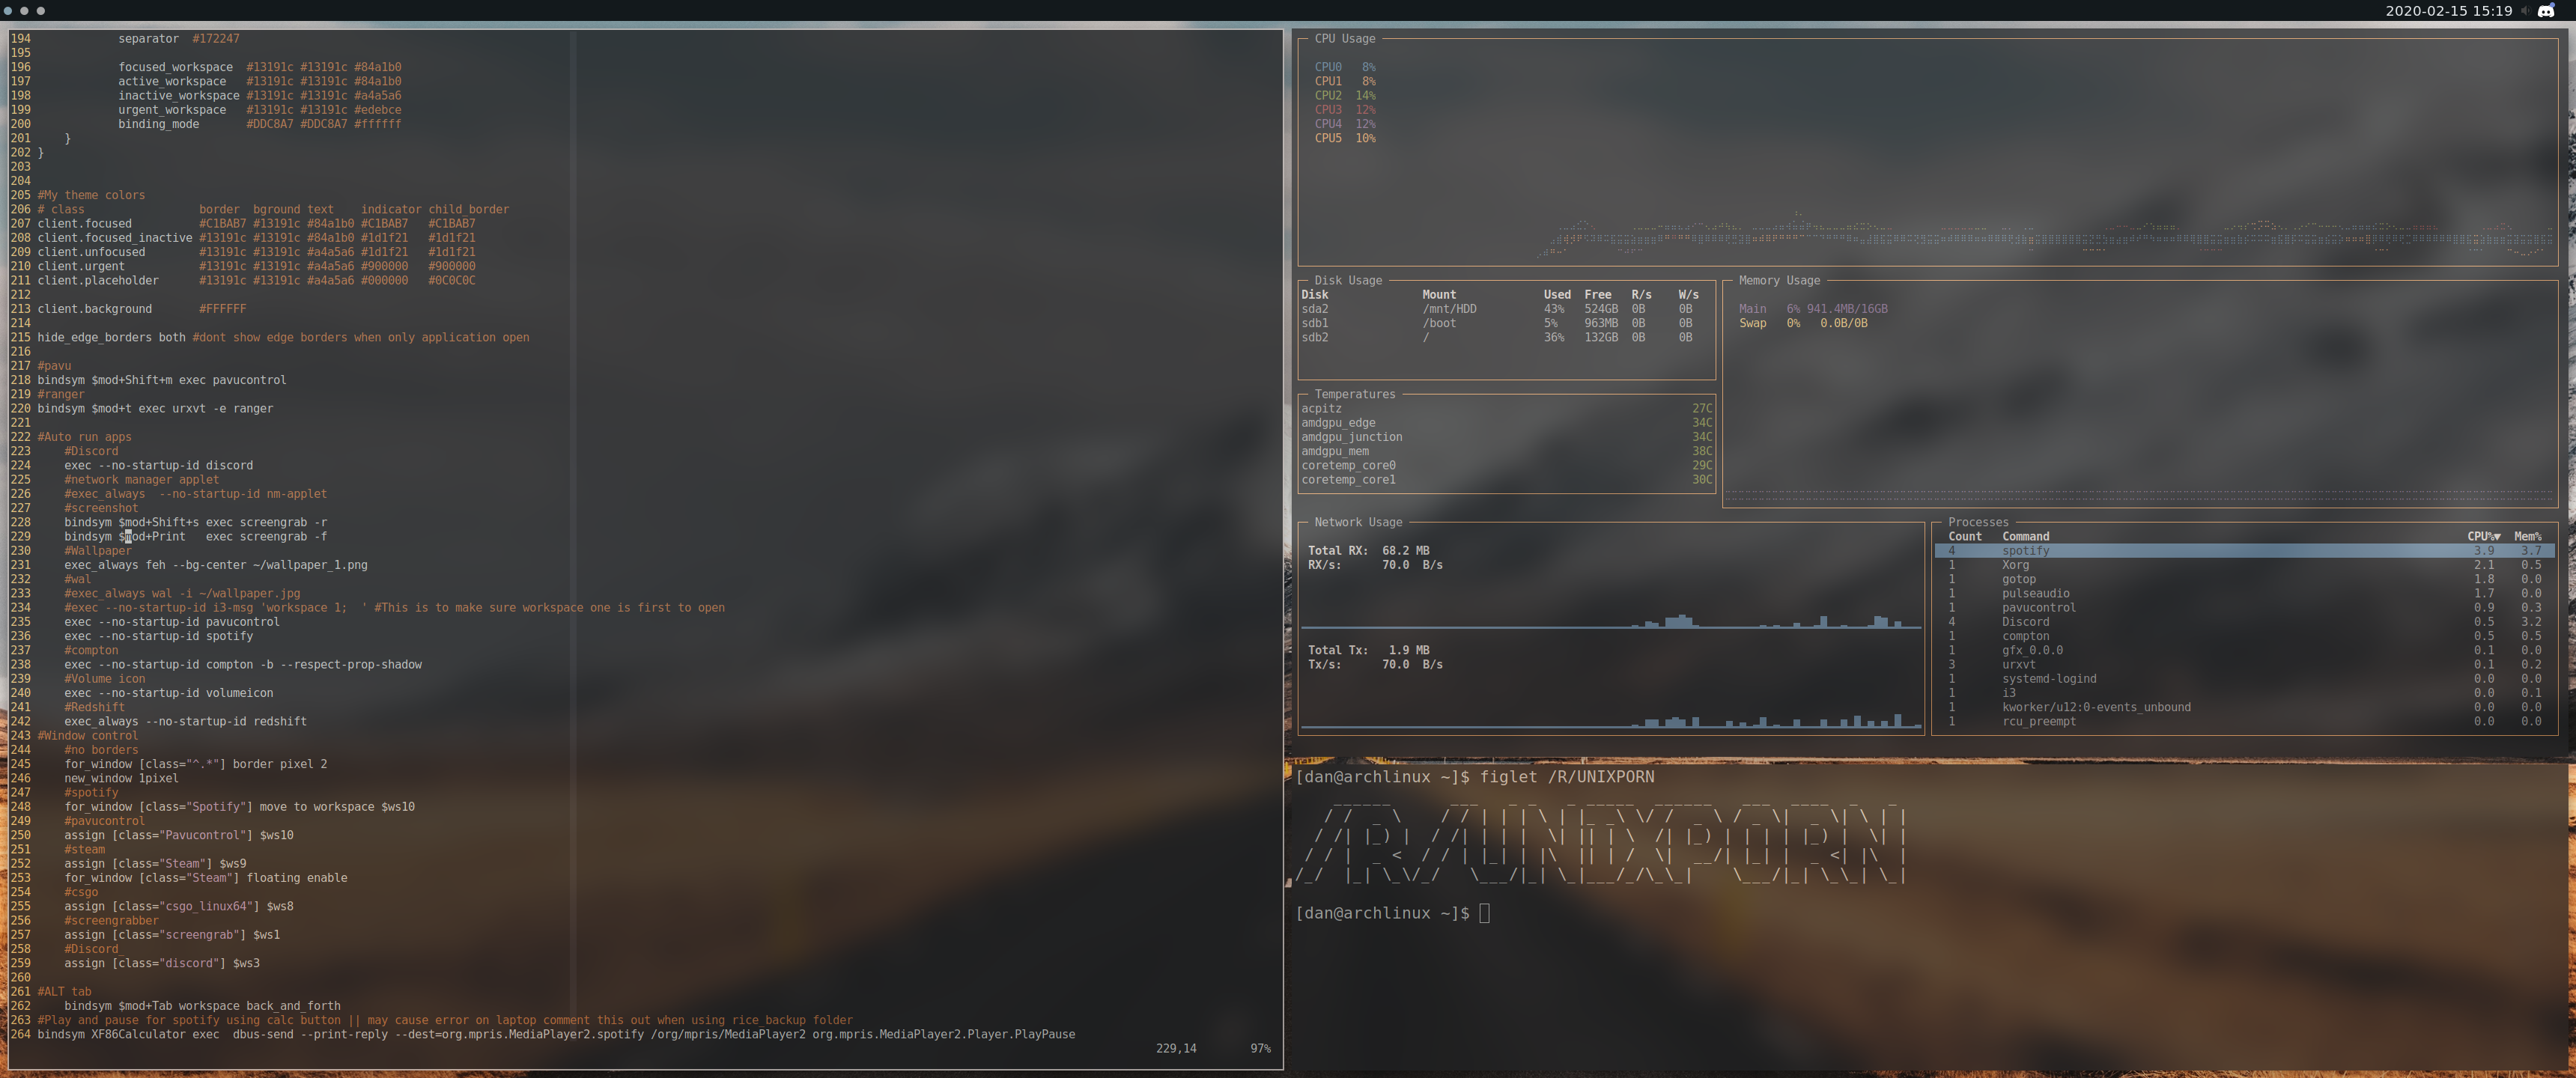 2020-02-15 15:19
194             separator  #172247
195
196             focused_workspace  #13191c #13191c #84a1b0
197             active_workspace   #13191c #13191c #84a1b0
198             inactive_workspace #13191c #13191c #a4a5a6
199             urgent_workspace   #13191c #13191c #edebce
200             binding_mode       #DDC8A7 #DDC8A7 #ffffff
201     }
202 }
203
204
205 #My theme colors
206 # class                 border  bground text    indicator child_border
207 client.focused          #C1BAB7 #13191c #84a1b0 #C1BAB7   #C1BAB7
208 client.focused_inactive #13191c #13191c #84a1b0 #1d1f21   #1d1f21
209 client.unfocused        #13191c #13191c #a4a5a6 #1d1f21   #1d1f21
210 client.urgent           #13191c #13191c #a4a5a6 #900000   #900000
211 client.placeholder      #13191c #13191c #a4a5a6 #000000   #0C0C0C
212
213 client.background       #FFFFFF
214
215 hide_edge_borders both #dont show edge borders when only application open
216
217 #pavu
218 bindsym $mod+Shift+m exec pavucontrol
219 #ranger
220 bindsym $mod+t exec urxvt -e ranger
221
222 #Auto run apps
223     #Discord
224     exec --no-startup-id discord
225     #network manager applet
226     #exec_always  --no-startup-id nm-applet
227     #screenshot
228     bindsym $mod+Shift+s exec screengrab -r
229     bindsym $mod+Print   exec screengrab -f
230     #Wallpaper
231     exec_always feh --bg-center ~/wallpaper_1.png
232     #wal
233     #exec_always wal -i ~/wallpaper.jpg
234     #exec --no-startup-id i3-msg 'workspace 1;  ' #This is to make sure workspace one is first to open
235     exec --no-startup-id pavucontrol
236     exec --no-startup-id spotify
237     #compton
238     exec --no-startup-id compton -b --respect-prop-shadow
239     #Volume icon
240     exec --no-startup-id volumeicon
241     #Redshift
242     exec_always --no-startup-id redshift
243 #Window control
244     #no borders
245     for_window [class="^.*"] border pixel 2
246     new_window 1pixel
247     #spotify
248     for_window [class="Spotify"] move to workspace $ws10
249     #pavucontrol
250     assign [class="Pavucontrol"] $ws10
251     #steam
252     assign [class="Steam"] $ws9
253     for_window [class="Steam"] floating enable
254     #csgo
255     assign [class="csgo_linux64"] $ws8
256     #screengrabber
257     assign [class="screengrab"] $ws1
258     #Discord
259     assign [class="discord"] $ws3
260
261 #ALT tab
262     bindsym $mod+Tab workspace back_and_forth
263 #Play and pause for spotify using calc button || may cause error on laptop comment this out when using rice_backup folder
264 bindsym XF86Calculator exec  dbus-send --print-reply --dest=org.mpris.MediaPlayer2.spotify /org/mpris/MediaPlayer2 org.mpris.MediaPlayer2.Player.PlayPause
229,14        97%
CPU Usage
CPU0   8%
CPU1   8%
CPU2  14%
CPU3  12%
CPU4  12%
CPU5  10%
Disk Usage
Disk Mount Used Free R/s W/s
sda2 /mnt/HDD 43% 524GB 0B 0B
sdb1 /boot 5% 963MB 0B 0B
sdb2 / 36% 132GB 0B 0B
Memory Usage
Main   6% 941.4MB/16GB
Swap   0%   0.0B/0B
Temperatures
acpitz 27C
amdgpu_edge 34C
amdgpu_junction 34C
amdgpu_mem 38C
coretemp_core0 29C
coretemp_core1 30C
Network Usage
Total RX:  68.2 MB
RX/s:      70.0  B/s
Total Tx:   1.9 MB
Tx/s:      70.0  B/s
Processes
Count Command CPU%▼ Mem%
4 spotify 3.9 3.7
1 Xorg 2.1 0.5
1 gotop 1.8 0.0
1 pulseaudio 1.7 0.0
1 pavucontrol 0.9 0.3
4 Discord 0.5 3.2
1 compton 0.5 0.5
1 gfx_0.0.0 0.1 0.0
3 urxvt 0.1 0.2
1 systemd-logind 0.0 0.0
1 i3 0.0 0.1
1 kworker/u12:0-events_unbound 0.0 0.0
1 rcu_preempt 0.0 0.0
[dan@archlinux ~]$ figlet /R/UNIXPORN
/R/UNIXPORN
[dan@archlinux ~]$